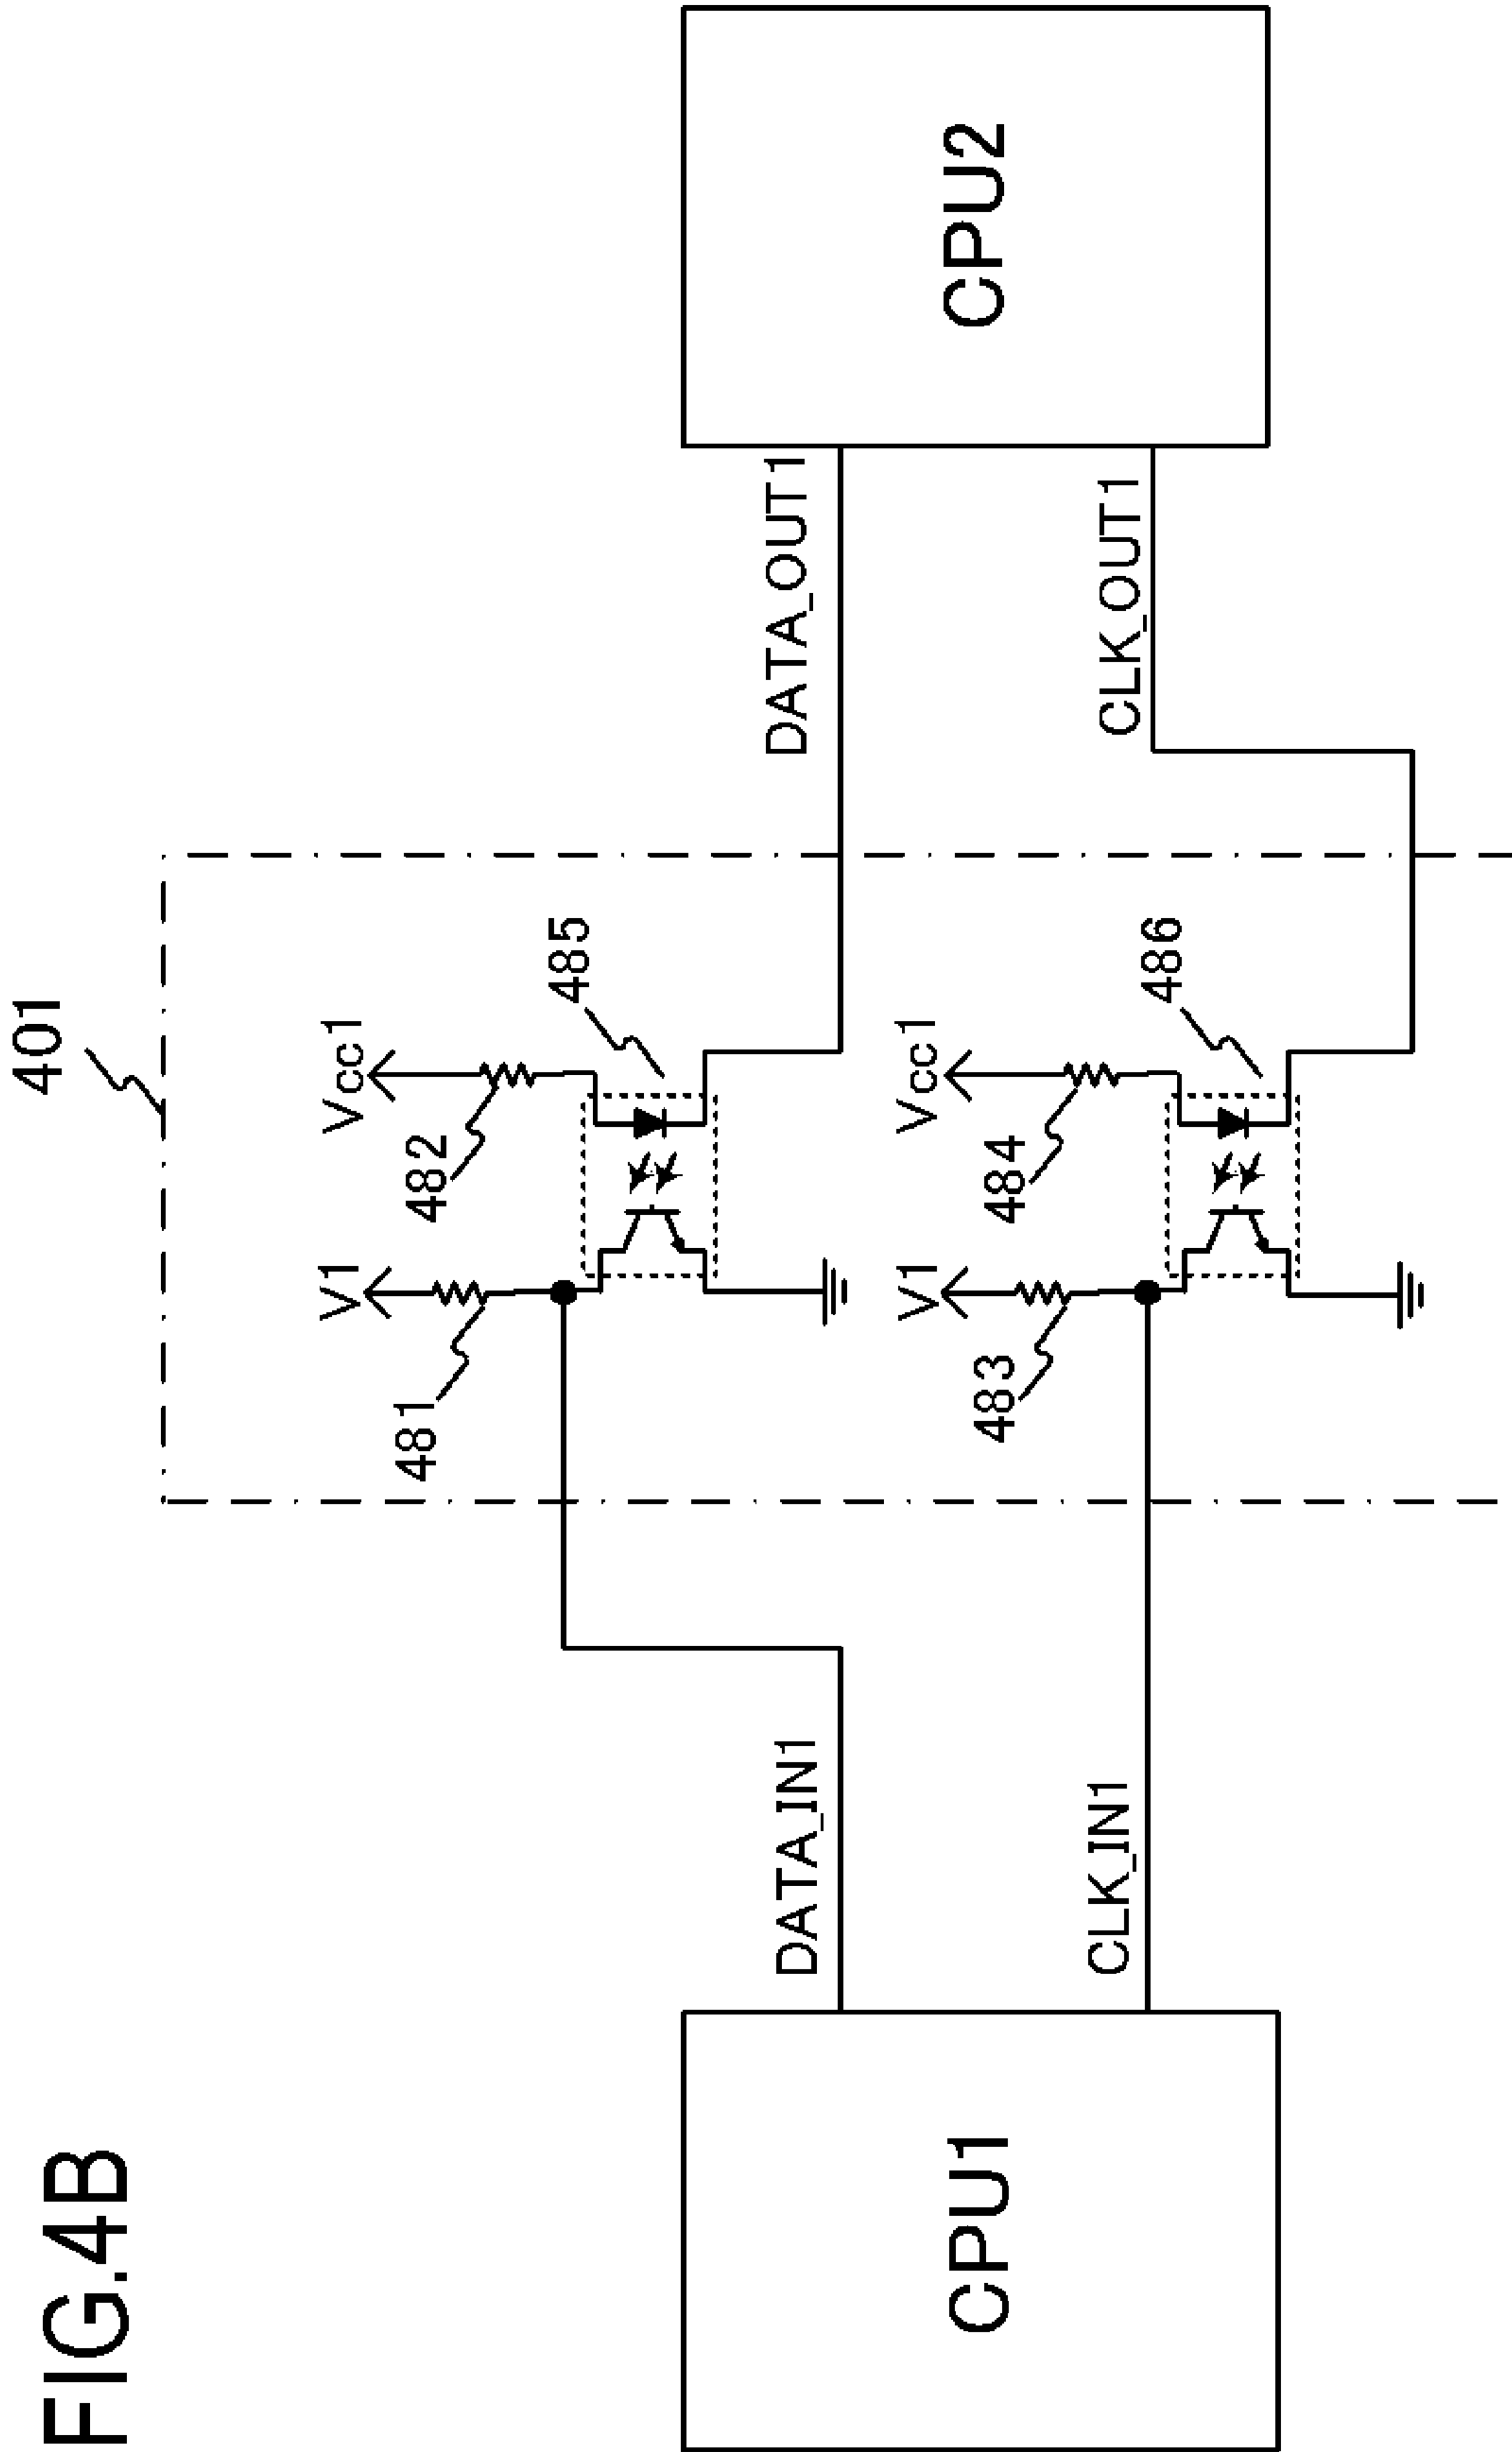 FIG.4B
401
V1
Vcc1
481
482
485
DATA_IN1
DATA_OUT1
V1
Vcc1
483
484
486
CLK_IN1
CLK_OUT1
CPU1
CPU2